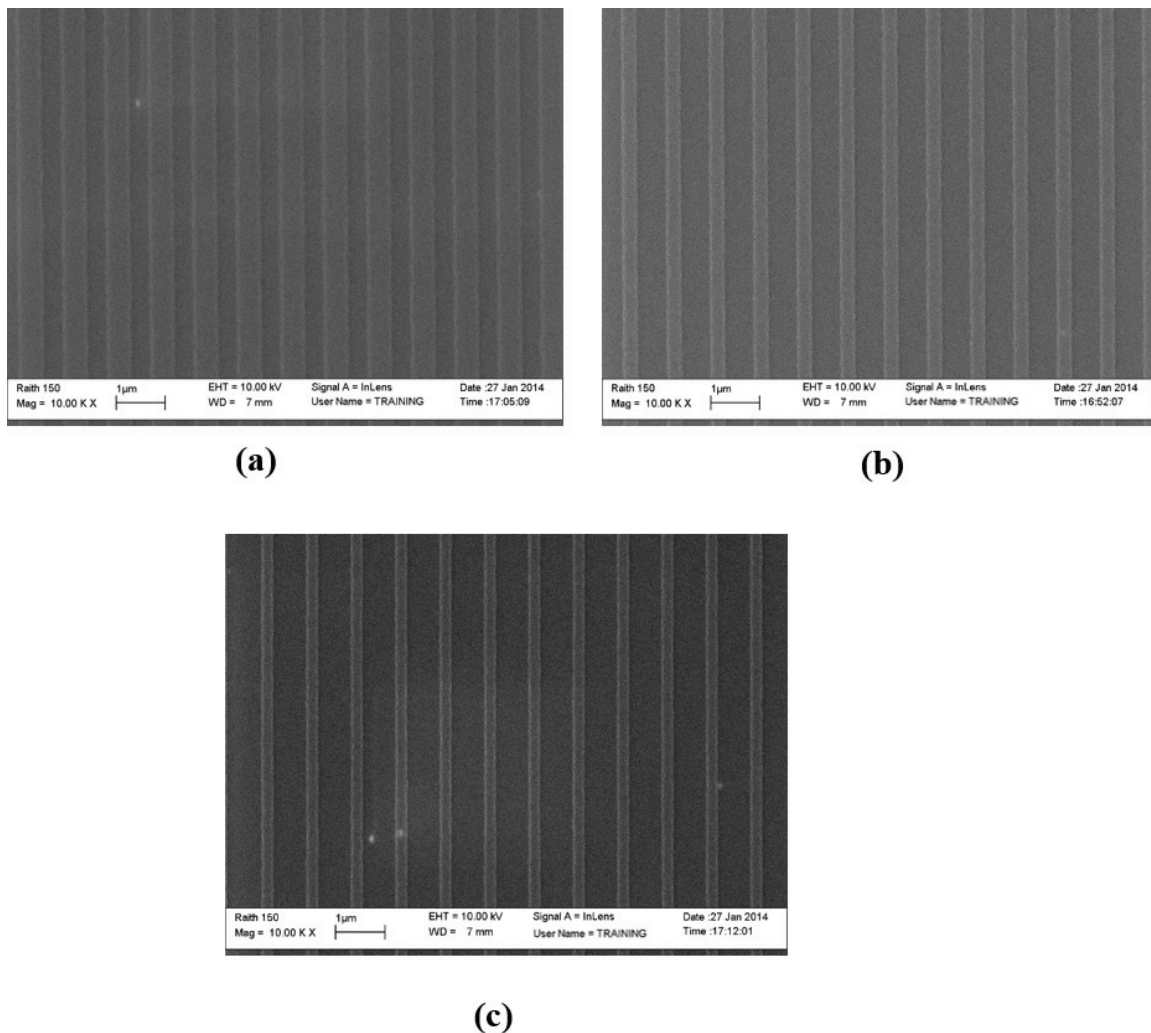 Raith 150 1µm EHT = 10.00 kV Signal A = InLens Date :27 Jan 2014
Mag = 10.00 K X WD = 7 mm User Name = TRAINING Time :17:05:09
(a)
Raith 150 1µm EHT = 10.00 kV Signal A = InLens Date :27 Jan 2014
Mag = 10.00 K X WD = 7 mm User Name = TRAINING Time :16:52:07
(b)
Raith 150 1µm EHT = 10.00 kV Signal A = InLens Date :27 Jan 2014
Mag = 10.00 K X WD = 7 mm User Name = TRAINING Time :17:12:01
(c)